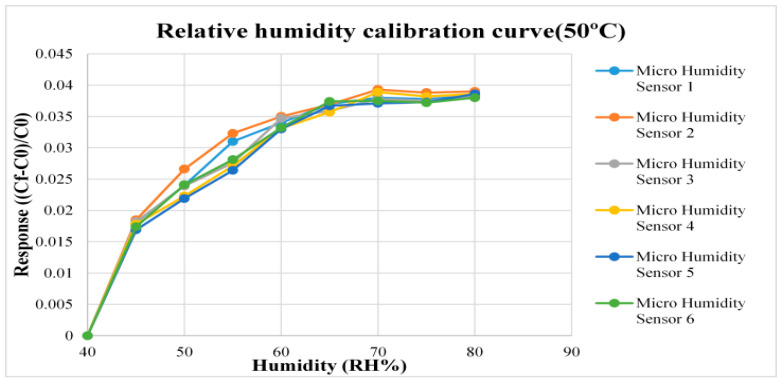 Relative humidity calibration curve(50°C)
Response ((Cf-C0)/C0)
0.045
0.04
0.035
0.03
0.025
0.02
0.015
0.01
0.005
0
40
50
60
70
80
90
Humidity (RH%)
Micro Humidity
Sensor 1
Micro Humidity
Sensor 2
Micro Humidity
Sensor 3
Micro Humidity
Sensor 4
Micro Humidity
Sensor 5
Micro Humidity
Sensor 6